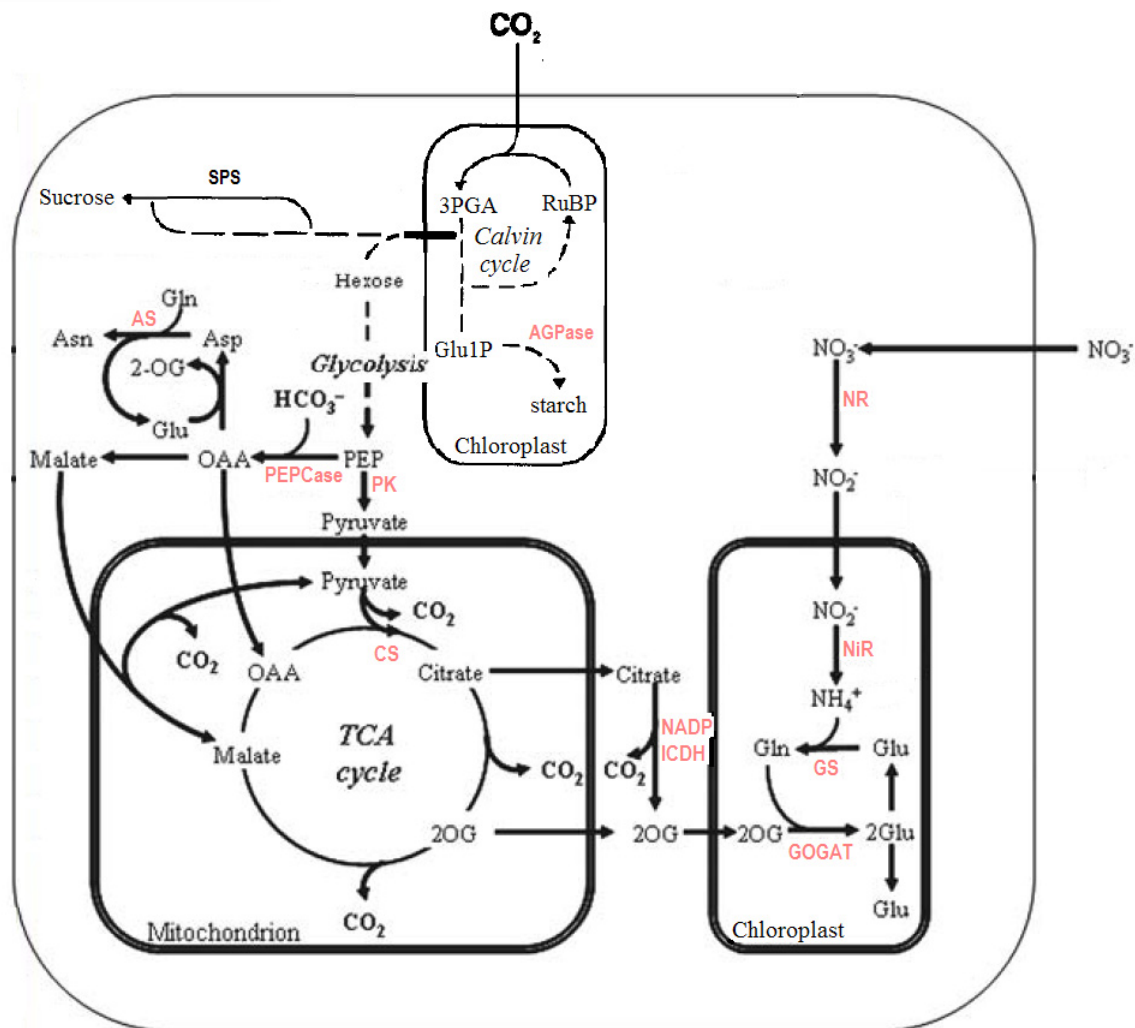 CO₂
SPS
Sucrose
3PGA
RuBP
Calvin
cycle
Hexose
Gln
AS
Asn
Asp
2-OG
Glu
Glycolysis
Glu1P
AGPase
starch
Chloroplast
HCO₃⁻
Malate
OAA
PEP
PEPCase
PK
Pyruvate
NO₃⁻
NO₃⁻
NR
NO₂⁻
Pyruvate
CO₂
CO₂
CS
OAA
Citrate
Citrate
Malate
TCA
cycle
CO₂
CO₂
NADP
ICDH
2OG
2OG
CO₂
Mitochondrion
NO₂⁻
NiR
NH₄⁺
Gln
Glu
GS
2OG
2Glu
GOGAT
Glu
Chloroplast